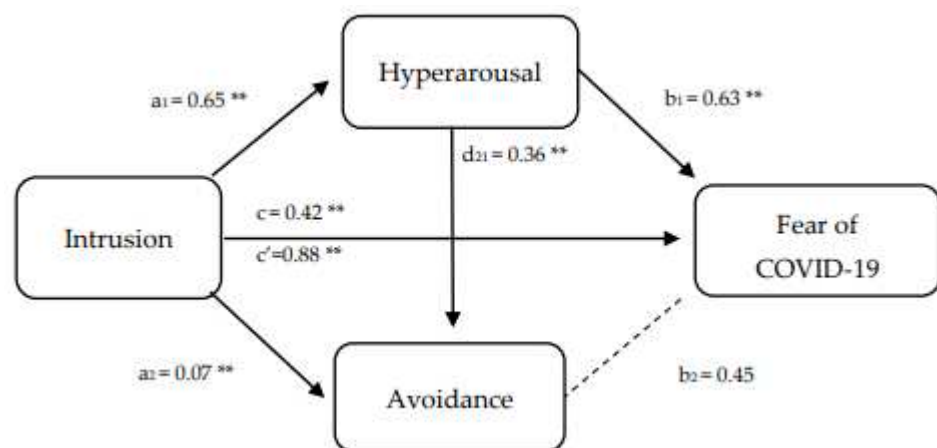 Hyperarousal
a1 = 0.65 **
b1 = 0.63 **
d21 = 0.36 **
Intrusion
c = 0.42 **
c’=0.88 **
Fear of
COVID-19
a2 = 0.07 **
Avoidance
b2 = 0.45